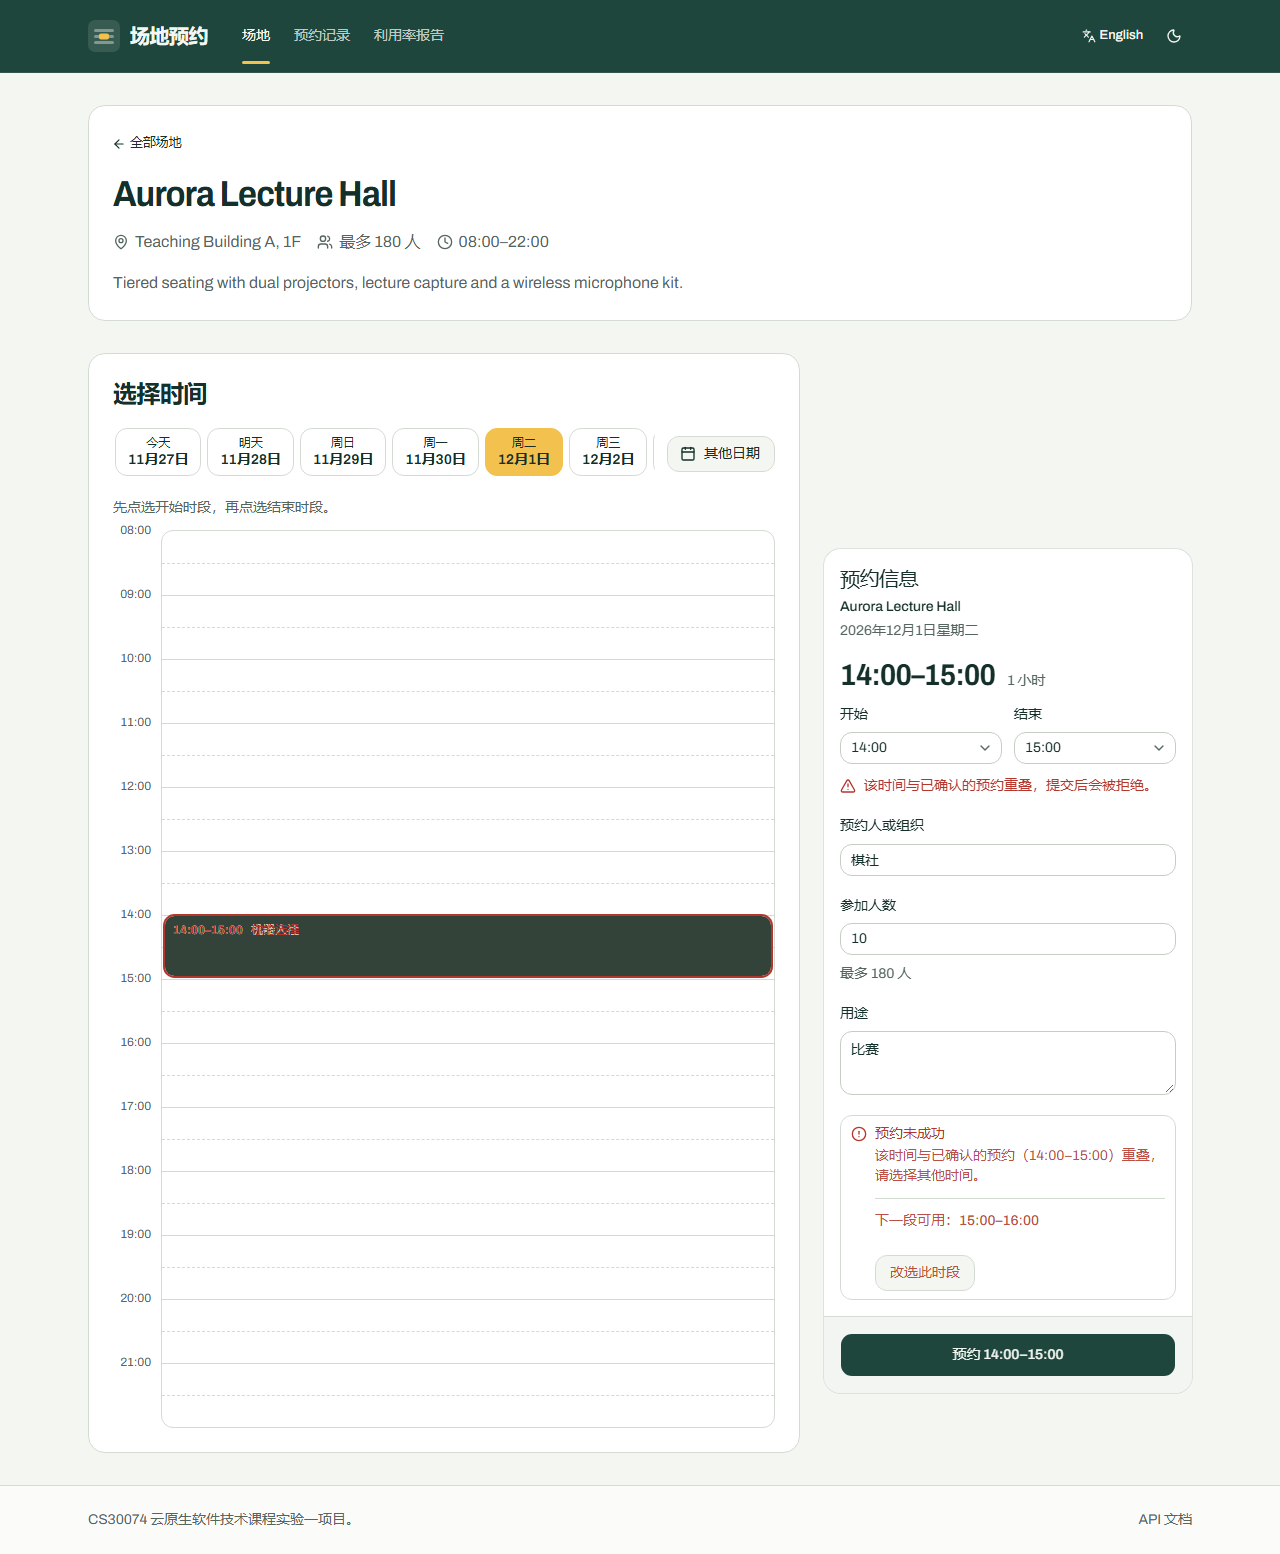 场地预约
场地
预约记录
利用率报告
English
全部场地
Aurora Lecture Hall
Teaching Building A, 1F
最多 180 人
08:00–22:00
Tiered seating with dual projectors, lecture capture and a wireless microphone kit.
选择时间
今天
11月27日
明天
11月28日
周日
11月29日
周一
11月30日
周二
12月1日
周三
12月2日
其他日期
先点选开始时段，再点选结束时段。
08:00
09:00
10:00
11:00
12:00
13:00
14:00
14:00–15:00 机器人社
15:00
16:00
17:00
18:00
19:00
20:00
21:00
预约信息
Aurora Lecture Hall
2026年12月1日星期二
14:00–15:00 1 小时
开始
结束
14:00
15:00
该时间与已确认的预约重叠，提交后会被拒绝。
预约人或组织
棋社
参加人数
10
最多 180 人
用途
比赛
预约未成功
该时间与已确认的预约（14:00–15:00）重叠，
请选择其他时间。
下一段可用：15:00–16:00
改选此时段
预约 14:00–15:00
CS30074 云原生软件技术课程实验一项目。
API 文档